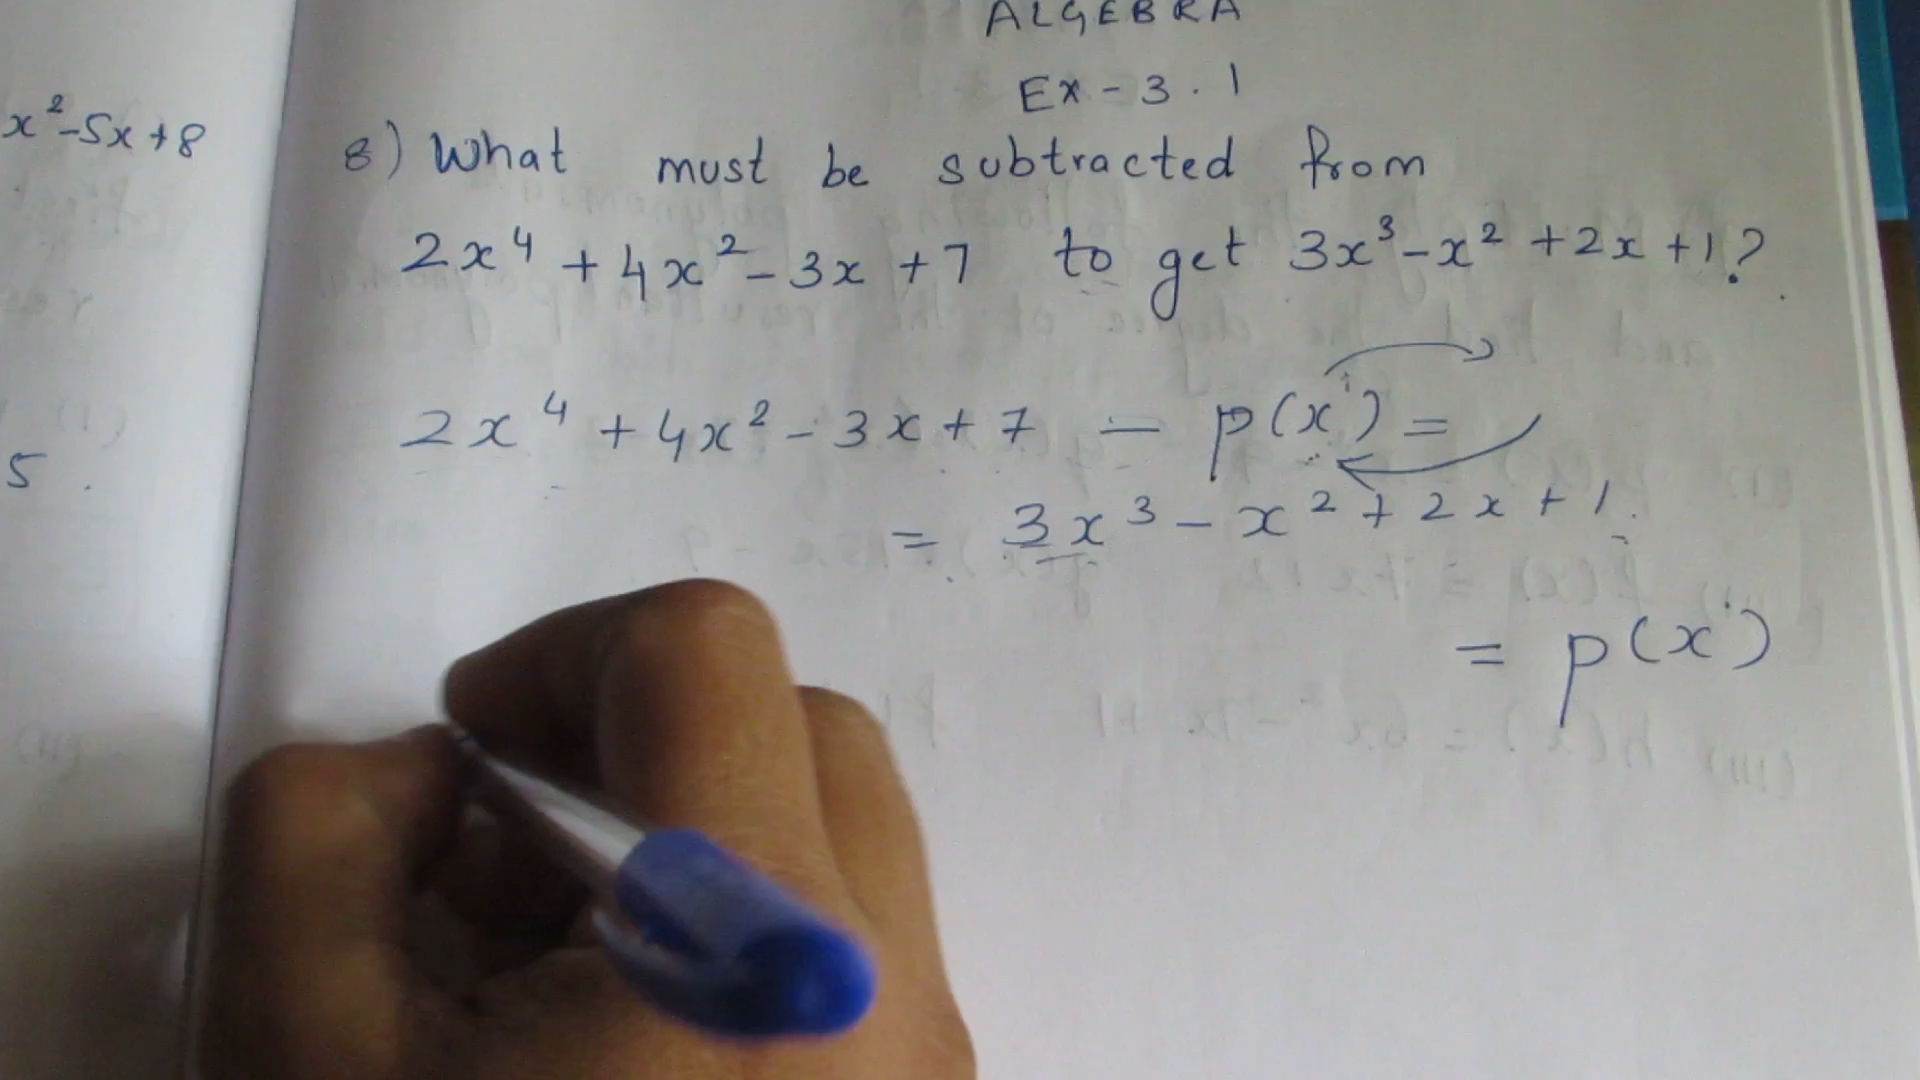 ALGEBRA
Ex - 3.1
x²-5x+8
8) What must be subtracted from
2x⁴ + 4x² - 3x + 7 to get 3x³ - x² + 2x + 1?
2x⁴ + 4x² - 3x + 7 - p(x) =
5.
= 3x³ - x² + 2x + 1.
= p(x)